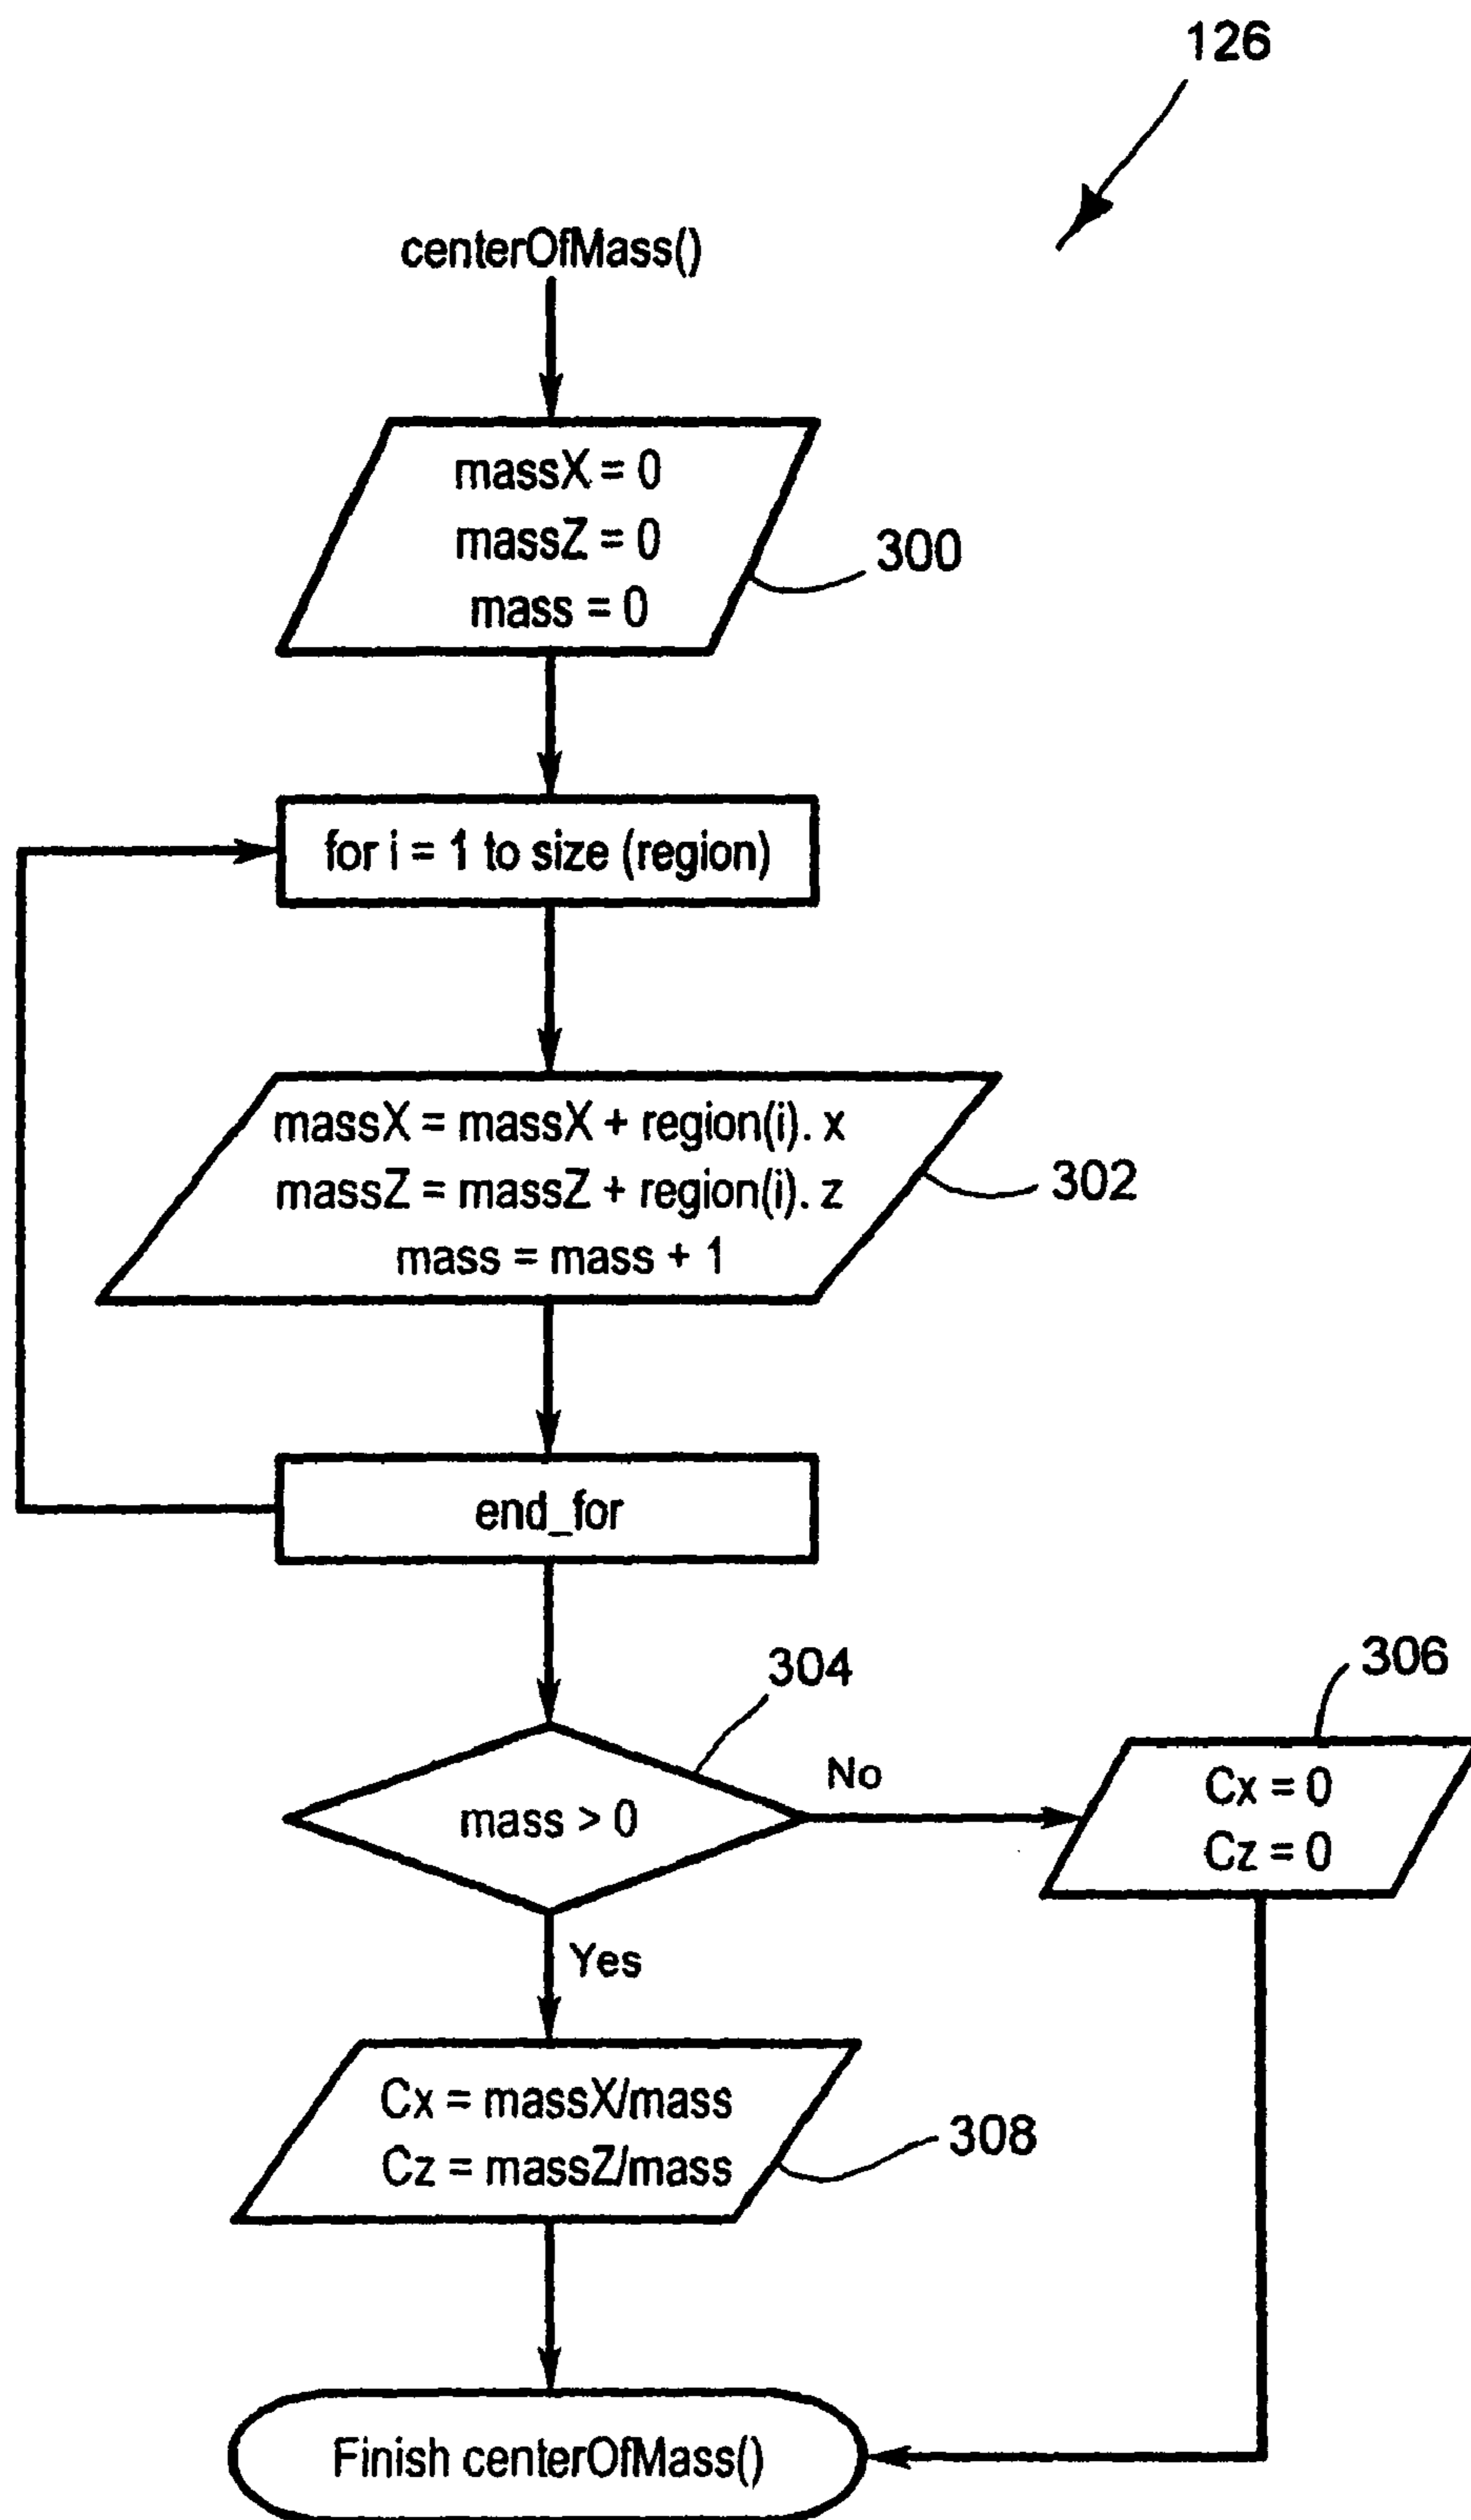 126
centerOfMass()
massX = 0
massZ = 0
mass = 0
300
for i = 1 to size (region)
massX = massX + region(i). x
massZ = massZ + region(i). z
mass = mass + 1
302
end_for
304
306
mass > 0
No
Cx = 0
Cz = 0
Yes
Cx = massX/mass
Cz = massZ/mass
308
Finish centerOfMass()